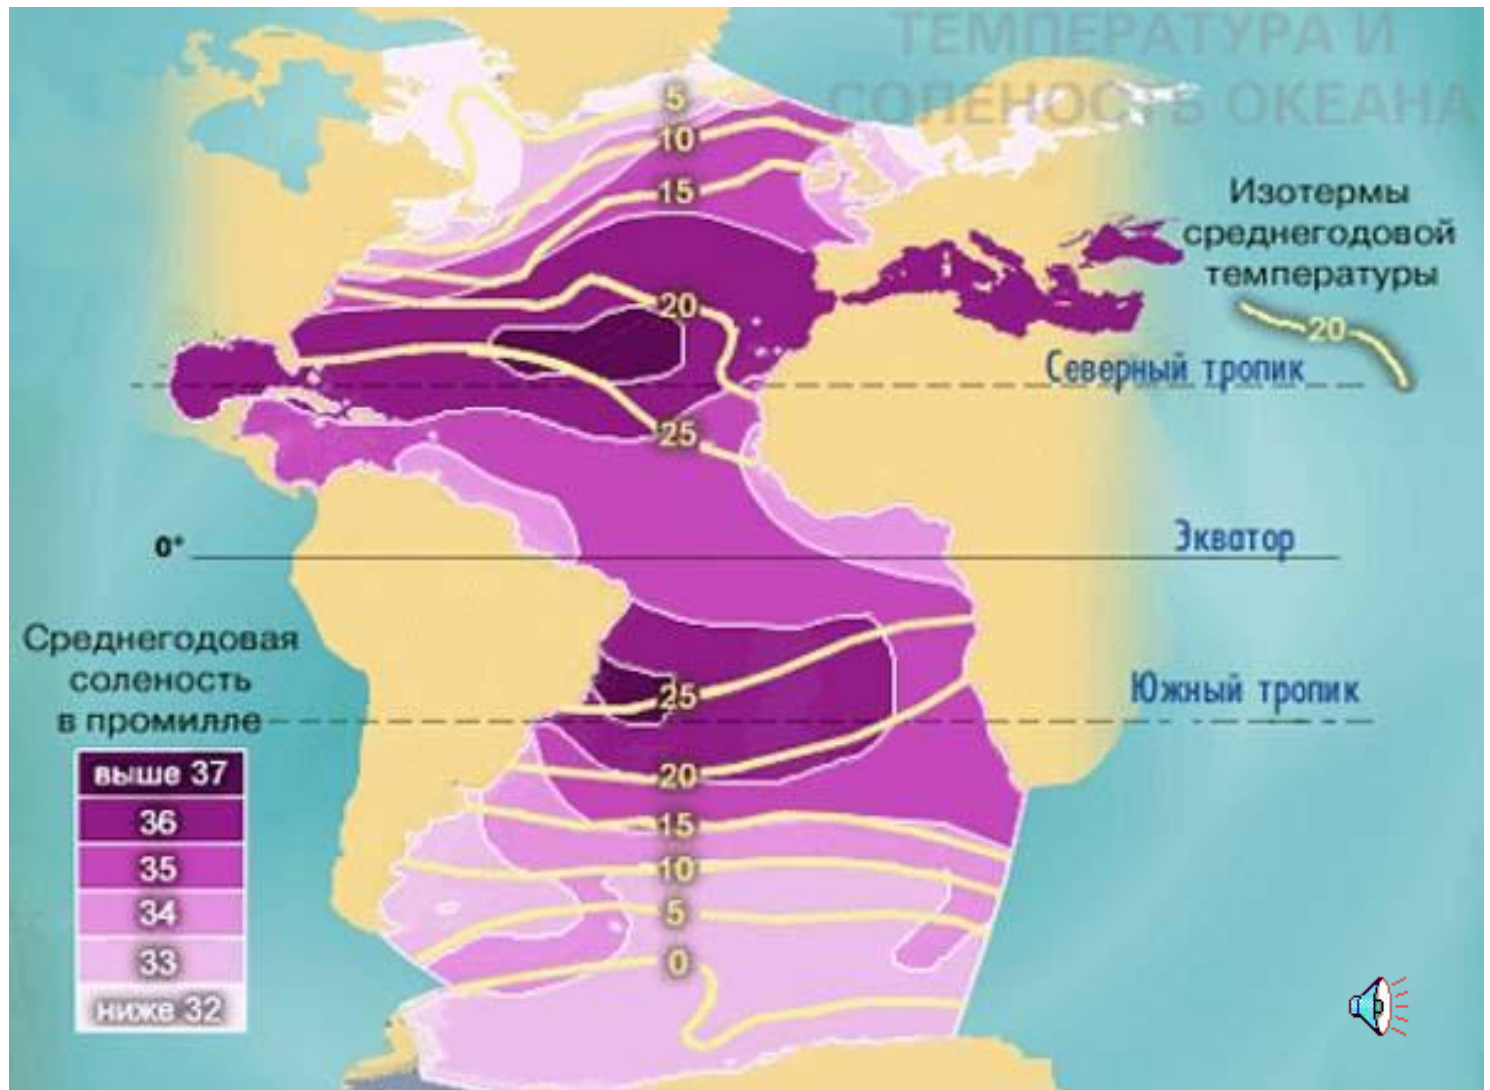 ТЕМПЕРАТУРА И
СОЛЕНОСТЬ ОКЕАНА
5
10
15
Изотермы
среднегодовой
температуры
20
20
Северный тропик
25
0°
Экватор
Среднегодовая
соленость
в промилле
25
Южный тропик
20
15
10
5
0
выше 37
36
35
34
33
ниже 32